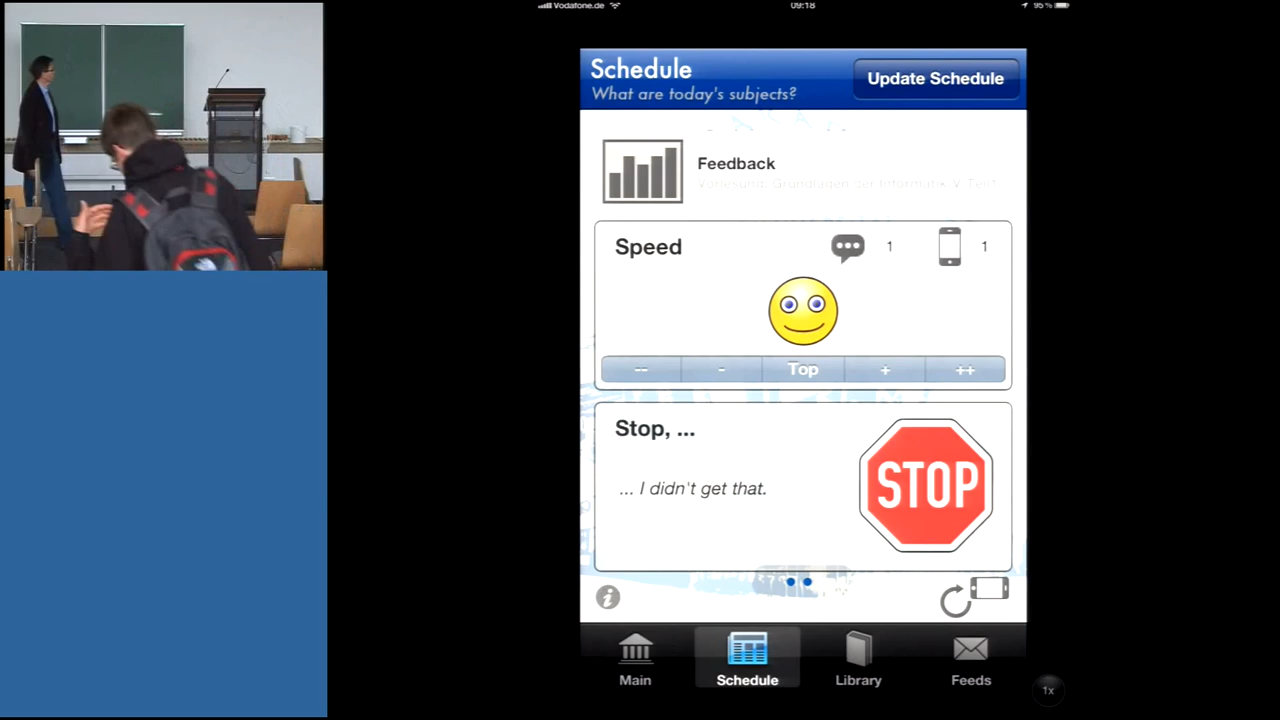 Vodafone.de
09:18
95%
Schedule
What are today's subjects?
Update Schedule
Feedback
Vorlesung Grundlagen der Informatik V Teil
Speed
1
1
--
-
Top
+
++
Stop, ...
... I didn't get that.
STOP
i
Main
Schedule
Library
Feeds
1x